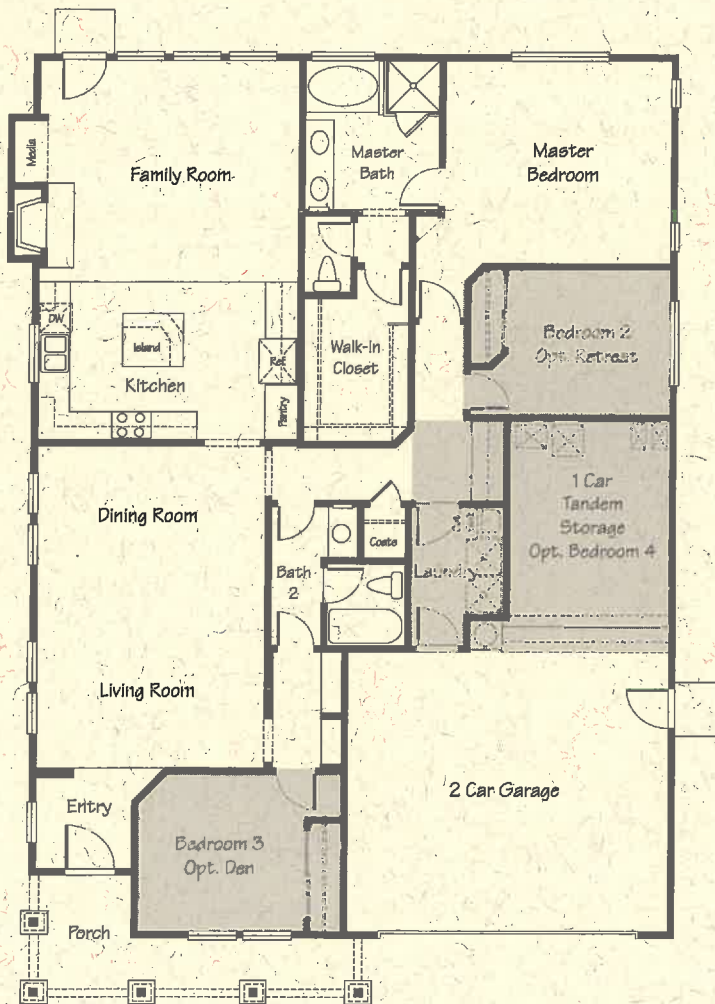 Media
Family Room
Master
Bath
Master
Bedroom
DW
Island
Kitchen
Ref.
Pantry
Walk-In
Closet
Bedroom 2
Opt. Retreat
1 Car
Tandem
Storage
Opt. Bedroom 4
Dining Room
Coats
Bath
2
Laundry
Living Room
2 Car Garage
Entry
Bedroom 3
Opt. Den
Porch